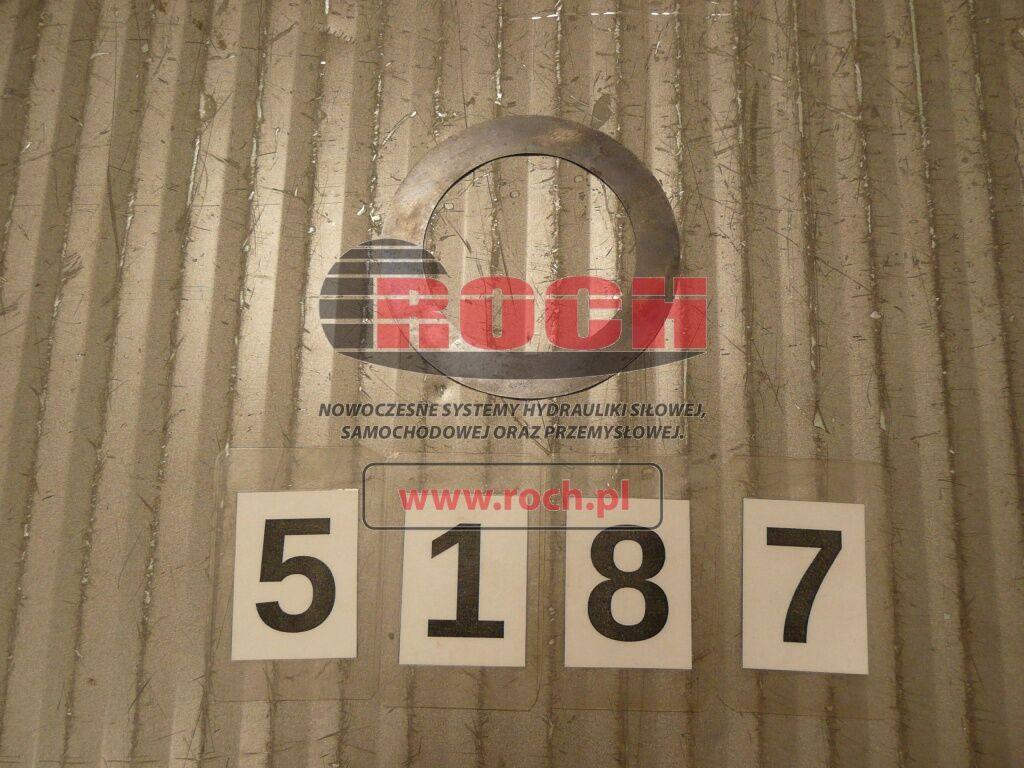 ROCH
NOWOCZESNE SYSTEMY HYDRAULIKI SIŁOWEJ,
SAMOCHODOWEJ ORAZ PRZEMYSŁOWEJ.
www.roch.pl
5 1 8 7